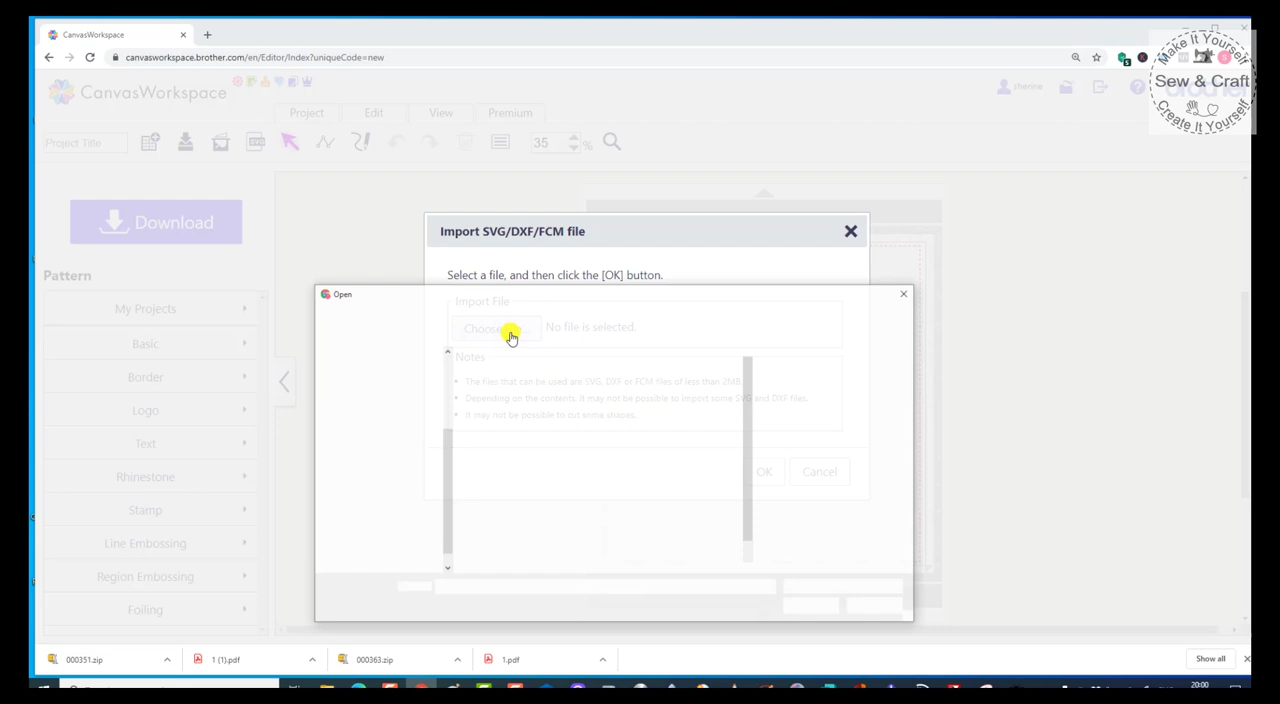 CanvasWorkspace
canvasworkspace.brother.com/en/Editor/Index?uniqueCode=new
Make It Yourself
Sew & Craft
Create It Yourself
CanvasWorkspace
sherine
Project
Edit
View
Premium
Project Title
SVG
35
%
Download
Pattern
My Projects
Basic
Border
Logo
Text
Rhinestone
Stamp
Line Embossing
Region Embossing
Foiling
Import SVG/DXF/FCM file
Select a file, and then click the [OK] button.
Open
Import File
No file is selected.
Notes
The files that can be used are SVG, DXF or FCM files of less than 2MB.
Depending on the contents, it may not be possible to import some SVG and DXF files.
It may not be possible to cut some shapes.
OK
Cancel
000351.zip
1 (1).pdf
000363.zip
1.pdf
Show all
20:00